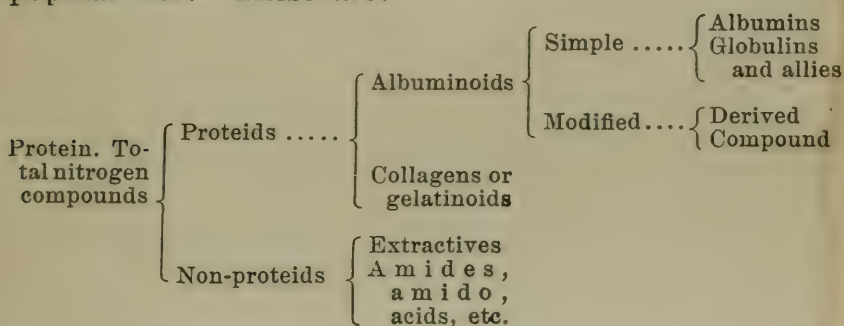 Albumins
Simple ..... Globulins
and allies
Albuminoids
Modified.... Derived
Compound
Proteids .....
Protein. To-
tal nitrogen
compounds
Collagens or
gelatinoids
Extractives
Non-proteids
Amides,
amido,
acids, etc.